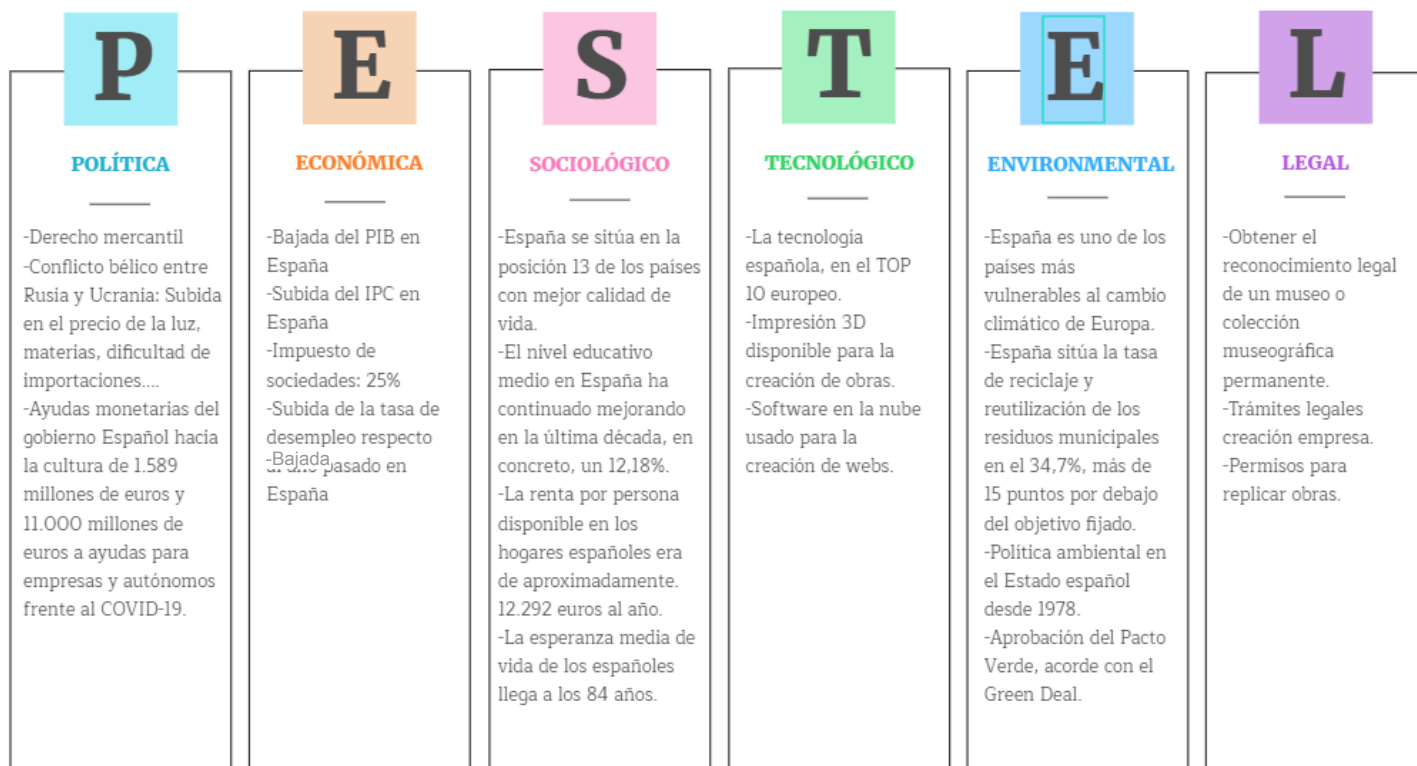 P
POLÍTICA
-Derecho mercantil
-Conflicto bélico entre
Rusia y Ucrania: Subida
en el precio de la luz,
materias, dificultad de
importaciones....
-Ayudas monetarias del
gobierno Español hacia
la cultura de 1.589
millones de euros y
11.000 millones de
euros a ayudas para
empresas y autónomos
frente al COVID-19.
E
ECONÓMICA
-Bajada del PIB en
España
-Subida del IPC en
España
-Impuesto de
sociedades: 25%
-Subida de la tasa de
desempleo respecto
-Bajada
pasado en
España
S
SOCIOLÓGICO
-España se sitúa en la
posición 13 de los países
con mejor calidad de
vida.
-El nivel educativo
medio en España ha
continuado mejorando
en la última década, en
concreto, un 12,18%.
-La renta por persona
disponible en los
hogares españoles era
de aproximadamente.
12.292 euros al año.
-La esperanza media de
vida de los españoles
llega a los 84 años.
T
TECNOLÓGICO
-La tecnología
española, en el TOP
10 europeo.
-Impresión 3D
disponible para la
creación de obras.
-Software en la nube
usado para la
creación de webs.
E
ENVIRONMENTAL
-España es uno de los
países más
vulnerables al cambio
climático de Europa.
-España sitúa la tasa
de reciclaje y
reutilización de los
residuos municipales
en el 34,7%, más de
15 puntos por debajo
del objetivo fijado.
-Política ambiental en
el Estado español
desde 1978.
-Aprobación del Pacto
Verde, acorde con el
Green Deal.
L
LEGAL
-Obtener el
reconocimiento legal
de un museo o
colección
museográfica
permanente.
-Trámites legales
creación empresa.
-Permisos para
replicar obras.